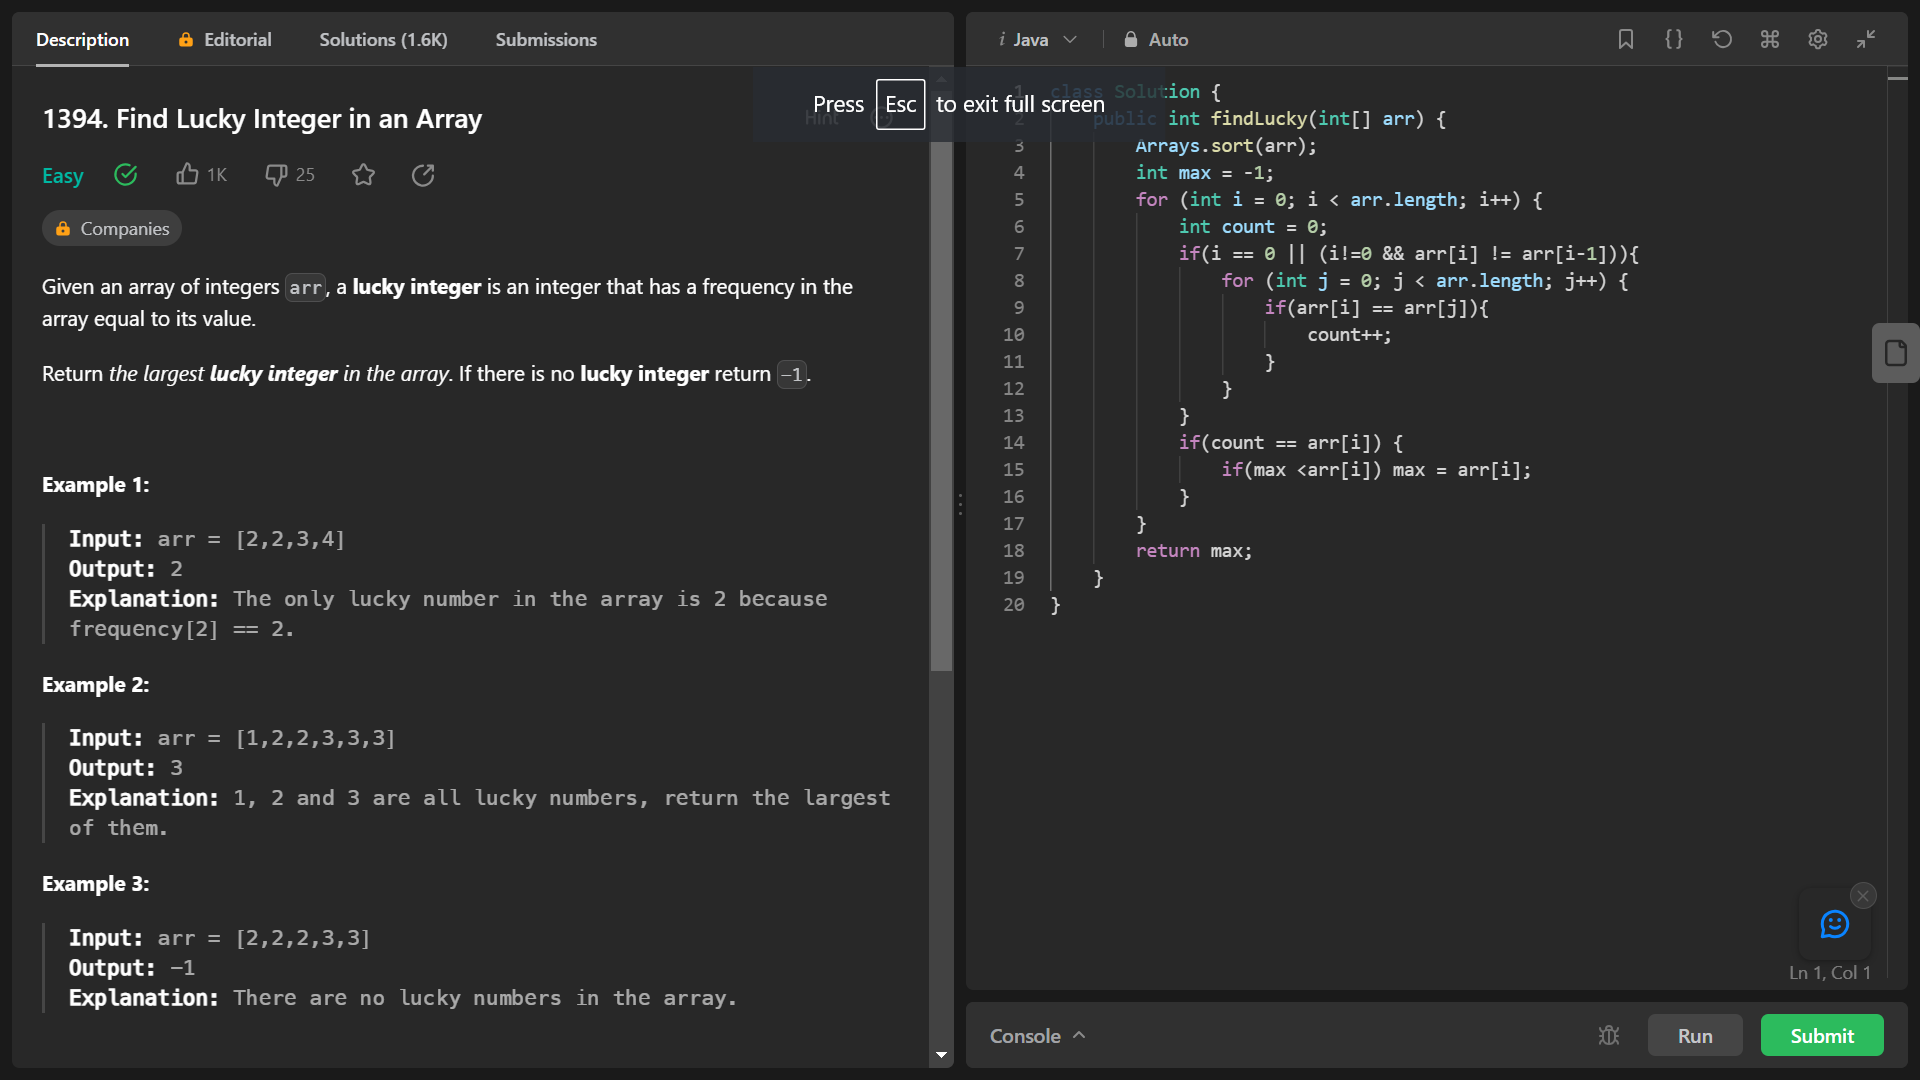 Description
Editorial
Solutions (1.6K)
Submissions
1394. Find Lucky Integer in an Array
Hint
Easy
1K
25
Companies
Given an array of integers arr, a lucky integer is an integer that has a frequency in the
array equal to its value.
Return the largest lucky integer in the array. If there is no lucky integer return -1.
Example 1:
Input: arr = [2,2,3,4]
Output: 2
Explanation: The only lucky number in the array is 2 because
frequency[2] == 2.
Example 2:
Input: arr = [1,2,2,3,3,3]
Output: 3
Explanation: 1, 2 and 3 are all lucky numbers, return the largest
of them.
Example 3:
Input: arr = [2,2,2,3,3]
Output: -1
Explanation: There are no lucky numbers in the array.
Press Esc to exit full screen
i Java
Auto
1 class Solution {
2 public int findLucky(int[] arr) {
3 Arrays.sort(arr);
4 int max = -1;
5 for (int i = 0; i < arr.length; i++) {
6 int count = 0;
7 if(i == 0 || (i!=0 && arr[i] != arr[i-1])){
8 for (int j = 0; j < arr.length; j++) {
9 if(arr[i] == arr[j]){
10 count++;
11 }
12 }
13 }
14 if(count == arr[i]) {
15 if(max <arr[i]) max = arr[i];
16 }
17 }
18 return max;
19 }
20 }
Ln 1, Col 1
Console
Run
Submit